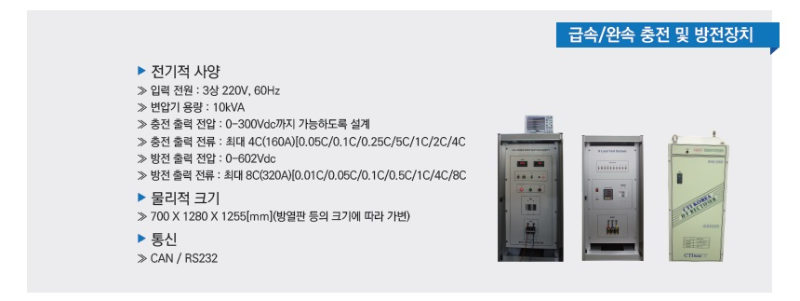 급속/완속 충전 및 방전장치
▶ 전기적 사양
≫ 입력 전원 : 3상 220V, 60Hz
≫ 변압기 용량 : 10kVA
≫ 충전 출력 전압 : 0-300Vdc까지 가능하도록 설계
≫ 충전 출력 전류 : 최대 4C(160A)[0.05C/0.1C/0.25C/5C/1C/2C/4C
≫ 방전 출력 전압 : 0-602Vdc
≫ 방전 출력 전류 : 최대 8C(320A)[0.01C/0.05C/0.1C/0.5C/1C/4C/8C
▶ 물리적 크기
≫ 700 X 1280 X 1255[mm](방열판 등의 크기에 따라 가변)
▶ 통신
≫ CAN / RS232